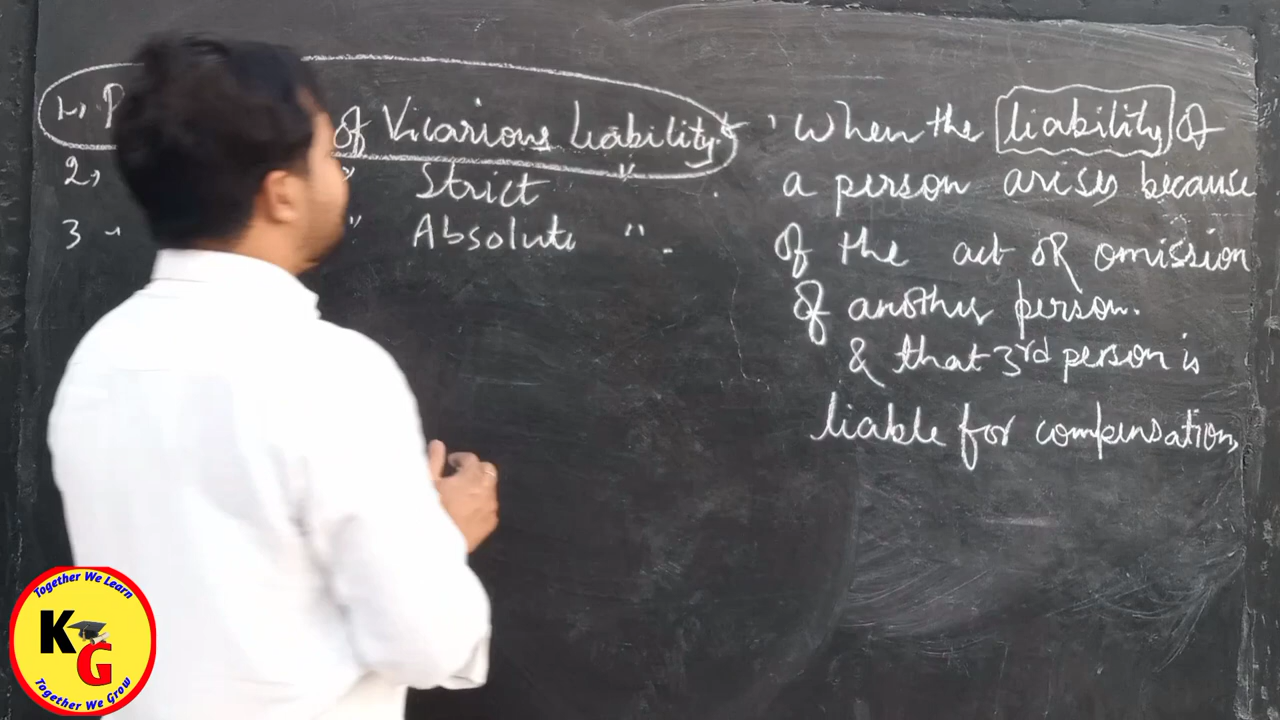 1, P of Vicarious Liability.
2, " Strict "
3 " " Absolute " .
When the liability of
a person arises because
of the act OR omission
of another person.
& that 3rd person is
liable for compensation,
Together We Learn
KG
Together We Grow